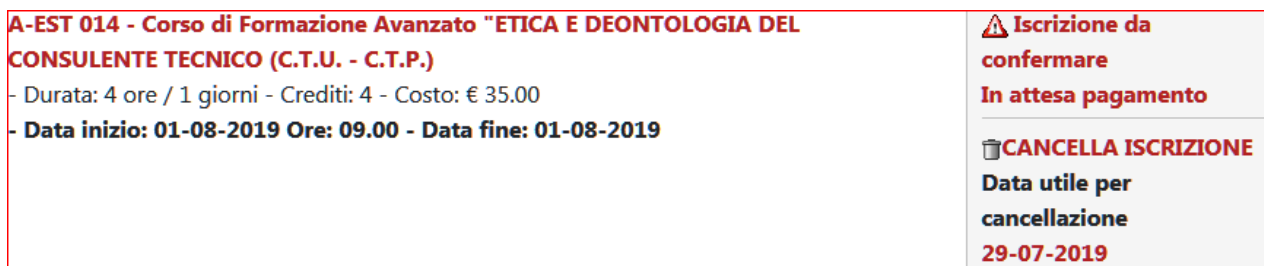 A-EST 014 - Corso di Formazione Avanzato "ETICA E DEONTOLOGIA DEL
CONSULENTE TECNICO (C.T.U. - C.T.P.)
- Durata: 4 ore / 1 giorni - Crediti: 4 - Costo: € 35.00
- Data inizio: 01-08-2019 Ore: 09.00 - Data fine: 01-08-2019
Iscrizione da
confermare
In attesa pagamento
CANCELLA ISCRIZIONE
Data utile per
cancellazione
29-07-2019